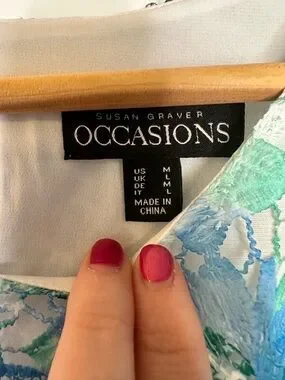 SUSAN GRAVER
OCCASIONS
US M
UK L
DE M
IT L
MADE IN
CHINA